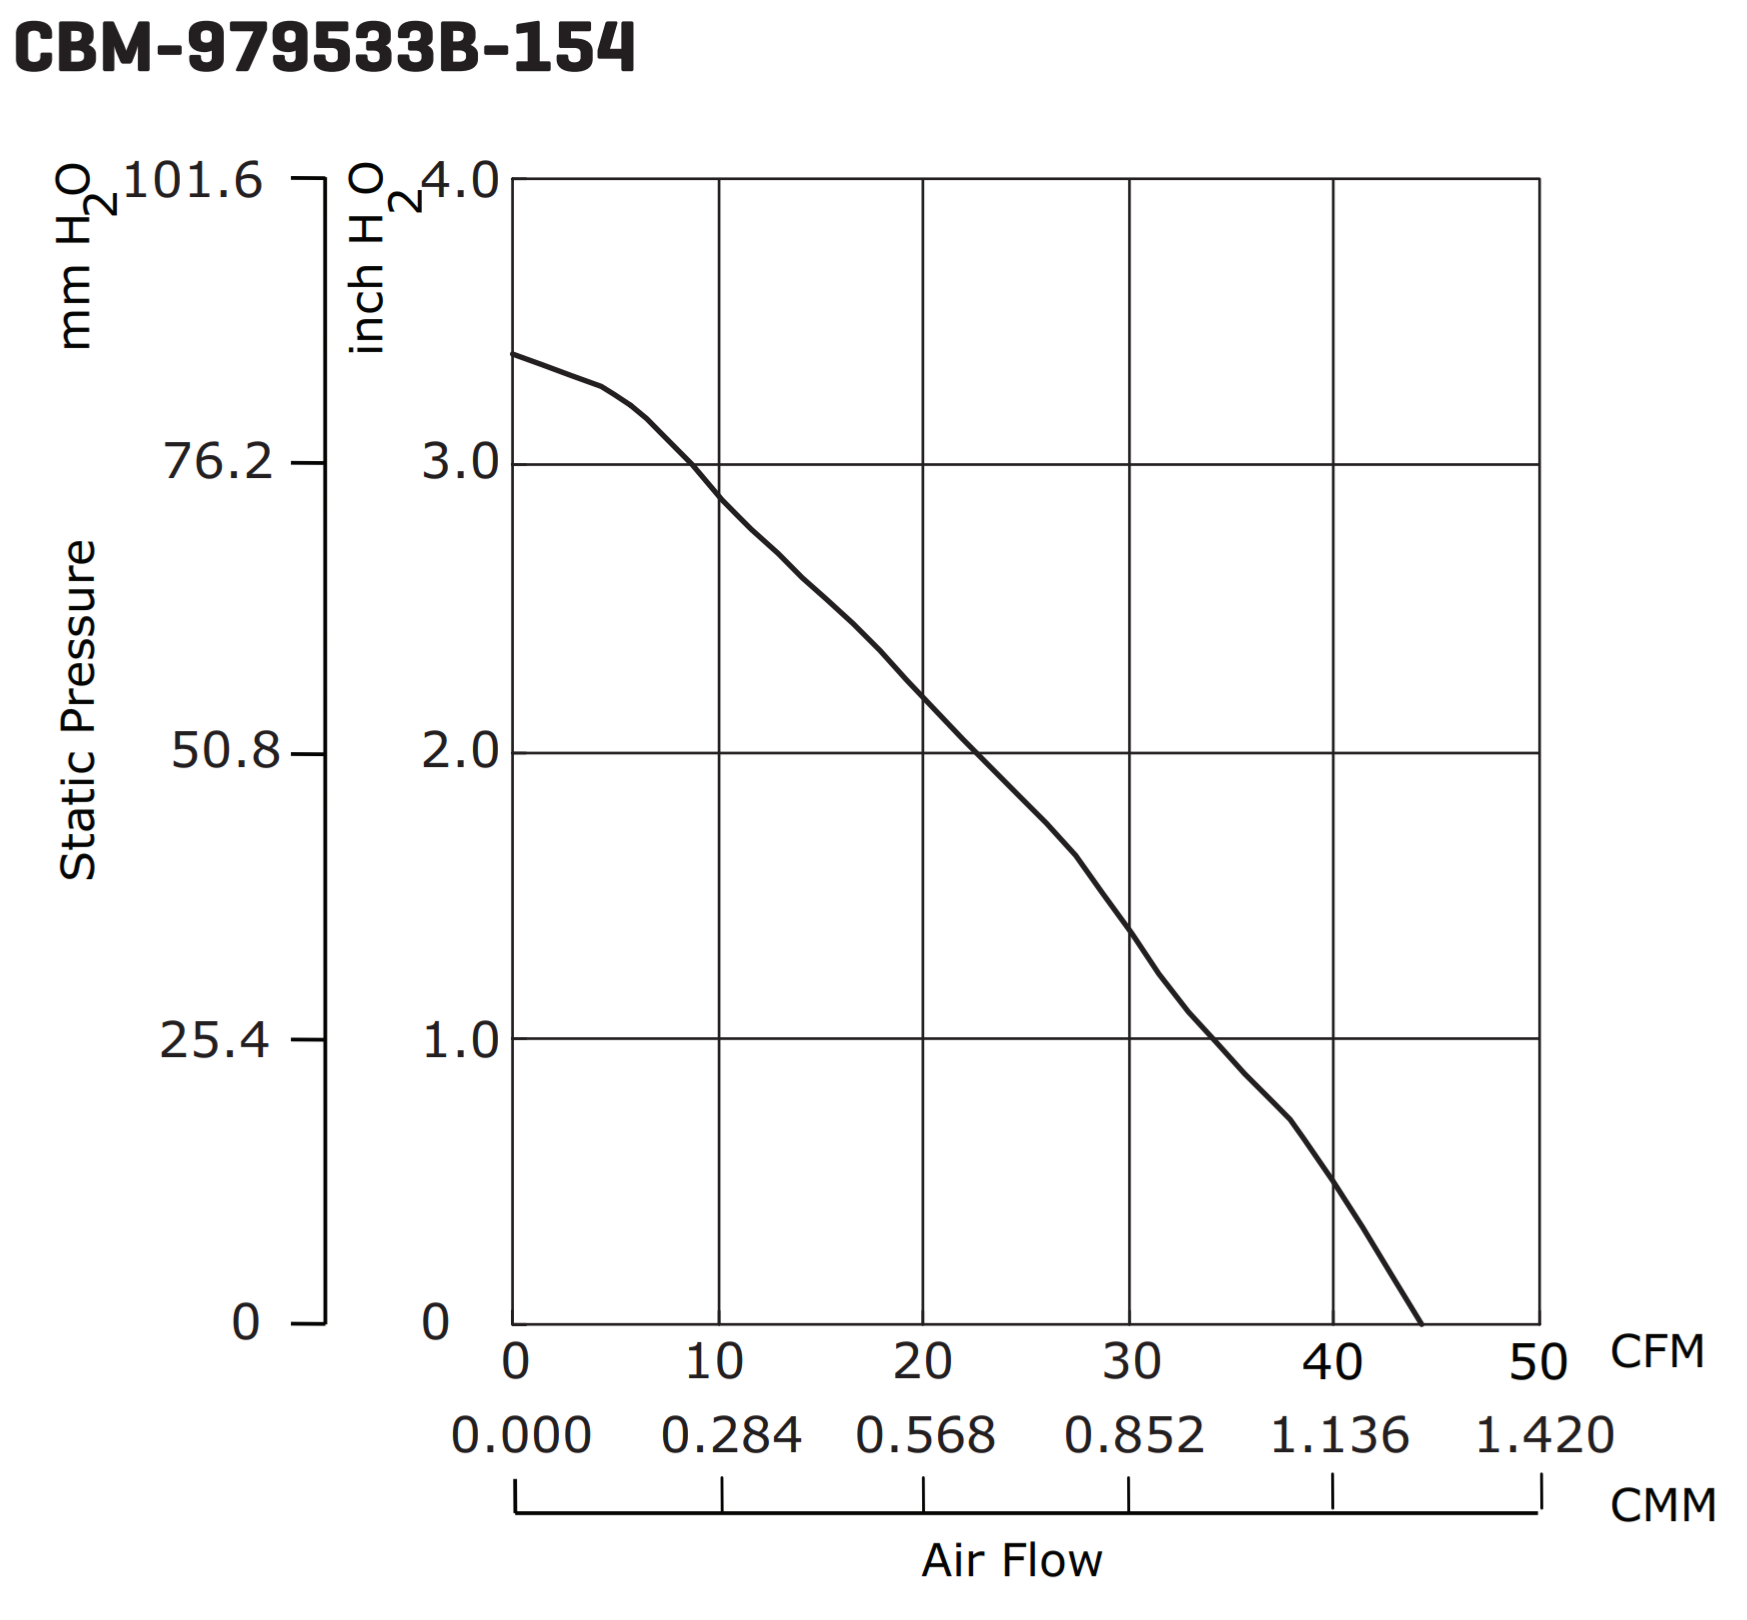 CBM-979533B-154
mm H2O
inch H2O
Static Pressure
101.6
76.2
50.8
25.4
0
4.0
3.0
2.0
1.0
0
0 10 20 30 40 50 CFM
0.000 0.284 0.568 0.852 1.136 1.420
CMM
Air Flow